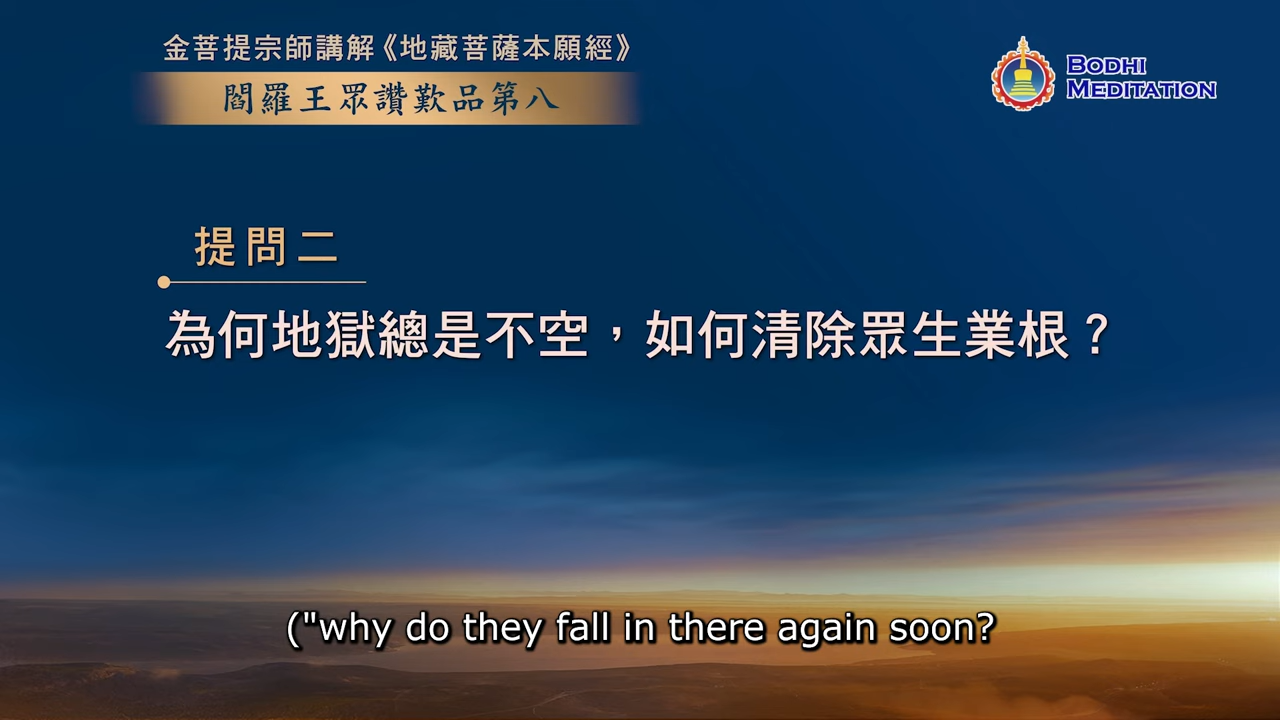 金菩提宗師講解《地藏菩薩本願經》
閻羅王眾讚歎品第八
BODHI
MEDITATION
提問二
為何地獄總是不空，如何清除眾生業根？
("why do they fall in there again soon?